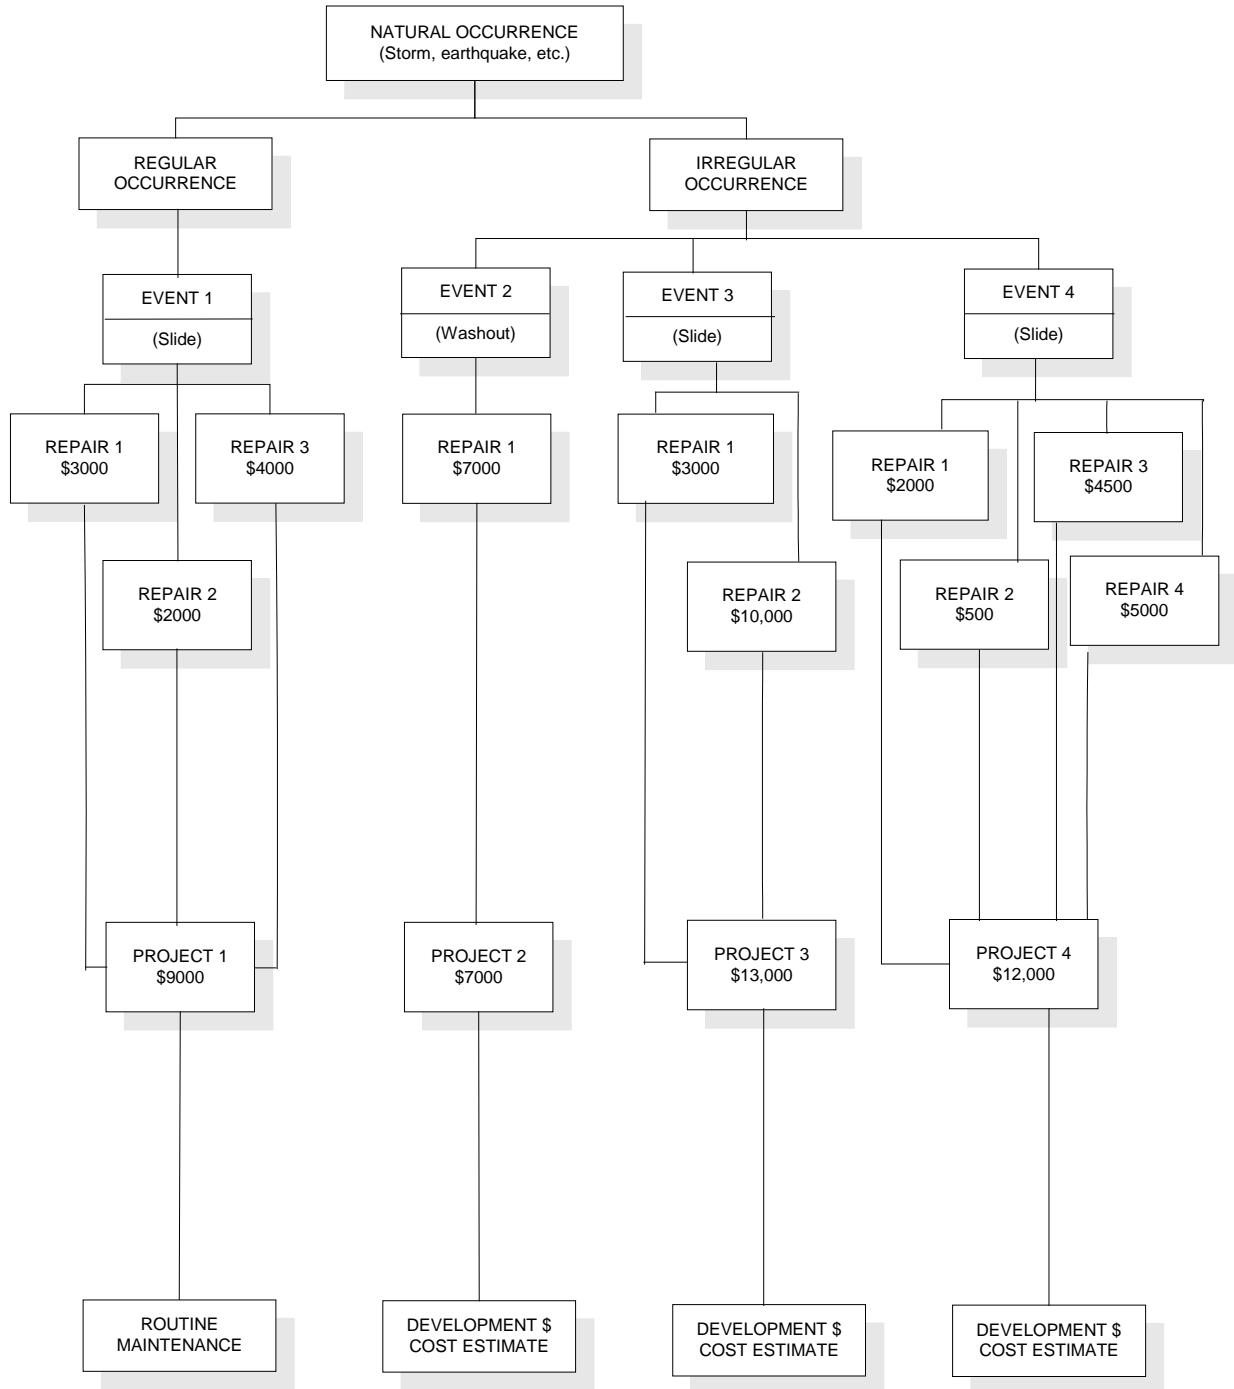 NATURAL OCCURRENCE
(Storm, earthquake, etc.)
REGULAR
OCCURRENCE
IRREGULAR
OCCURRENCE
EVENT 1
(Slide)
EVENT 2
(Washout)
EVENT 3
(Slide)
EVENT 4
(Slide)
REPAIR 1
$3000
REPAIR 3
$4000
REPAIR 1
$7000
REPAIR 1
$3000
REPAIR 1
$2000
REPAIR 3
$4500
REPAIR 2
$2000
REPAIR 2
$10,000
REPAIR 2
$500
REPAIR 4
$5000
PROJECT 1
$9000
PROJECT 2
$7000
PROJECT 3
$13,000
PROJECT 4
$12,000
ROUTINE
MAINTENANCE
DEVELOPMENT $
COST ESTIMATE
DEVELOPMENT $
COST ESTIMATE
DEVELOPMENT $
COST ESTIMATE